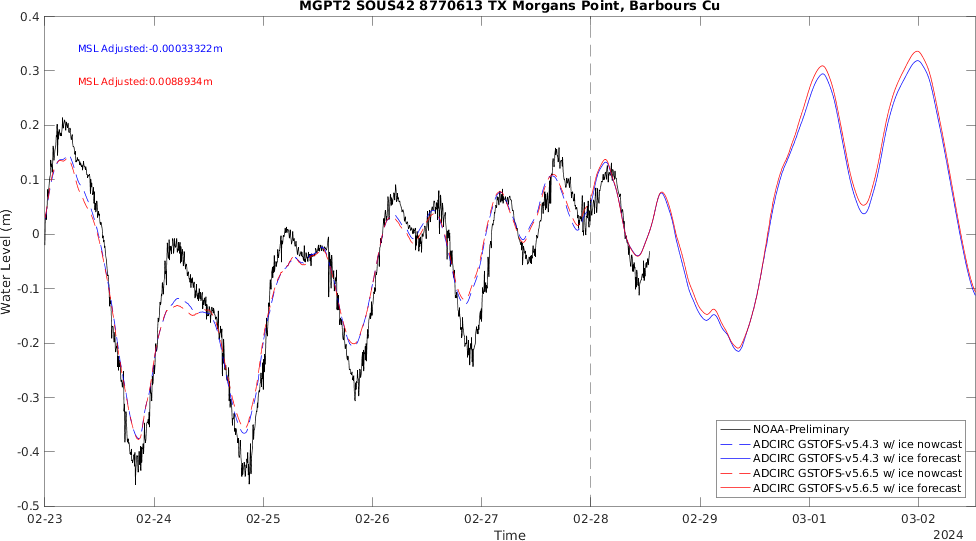 MGPT2 SOUS42 8770613 TX Morgans Point, Barbours Cu
MSL Adjusted:-0.00033322m
MSL Adjusted:0.0088934m
Water Level (m)
0.4
0.3
0.2
0.1
0
-0.1
-0.2
-0.3
-0.4
-0.5
NOAA-Preliminary
ADCIRC GSTOFS-v5.4.3 w/ ice nowcast
ADCIRC GSTOFS-v5.4.3 w/ ice forecast
ADCIRC GSTOFS-v5.6.5 w/ ice nowcast
ADCIRC GSTOFS-v5.6.5 w/ ice forecast
02-23 02-24 02-25 02-26 02-27 02-28 02-29 03-01 03-02
Time
2024